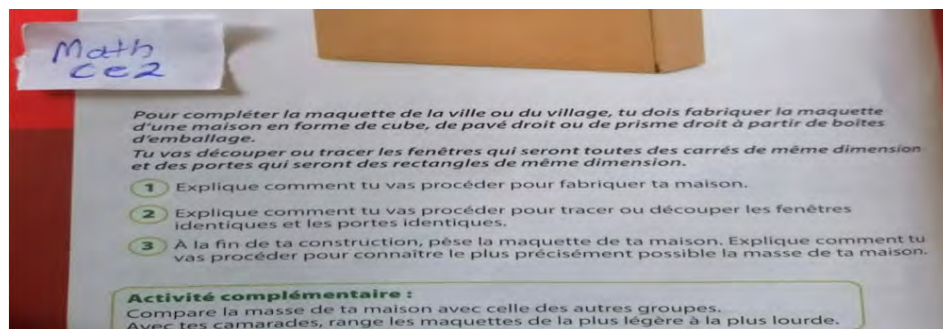 Math
Ce2
Pour compléter la maquette de la ville ou du village, tu dois fabriquer la maquette
d'une maison en forme de cube, de pavé droit ou de prisme droit à partir de boîtes
d'emballage.
Tu vas découper ou tracer les fenêtres qui seront toutes des carrés de même dimension
et des portes qui seront des rectangles de même dimension.
1 Explique comment tu vas procéder pour fabriquer ta maison.
2 Explique comment tu vas procéder pour tracer ou découper les fenêtres
identiques et les portes identiques.
3 À la fin de ta construction, pèse la maquette de ta maison. Explique comment tu
vas procéder pour connaître le plus précisément possible la masse de ta maison.
Activité complémentaire :
Compare la masse de ta maison avec celle des autres groupes.
Avec tes camarades, range les maquettes de la plus légère à la plus lourde.